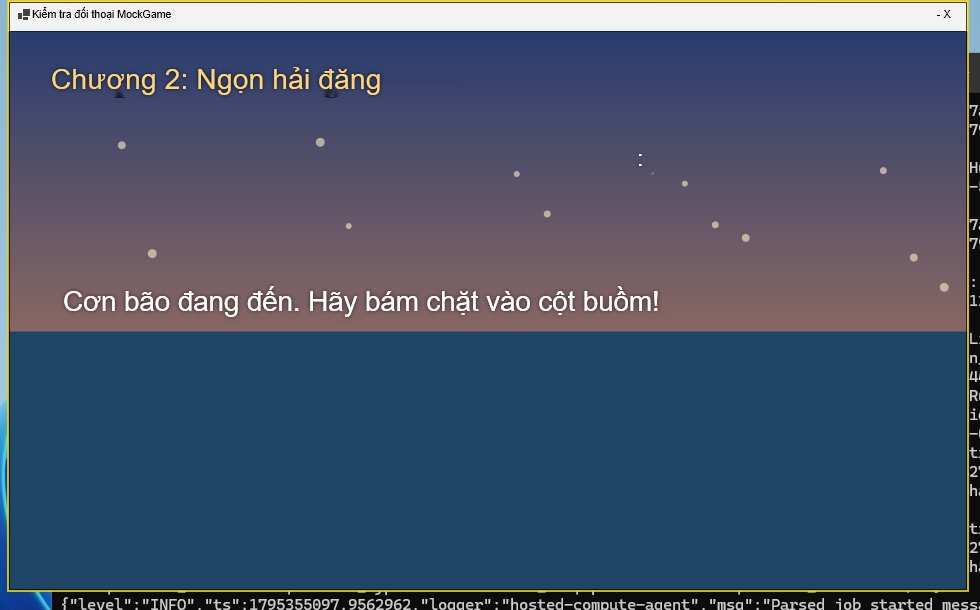 Kiểm tra đối thoại MockGame
- X
Chương 2: Ngọn hải đăng
:
Cơn bão đang đến. Hãy bám chặt vào cột buồm!
{"level":"INFO","ts":1795355097.9562962,"logger":"hosted-compute-agent","msg":"Parsed job started mes